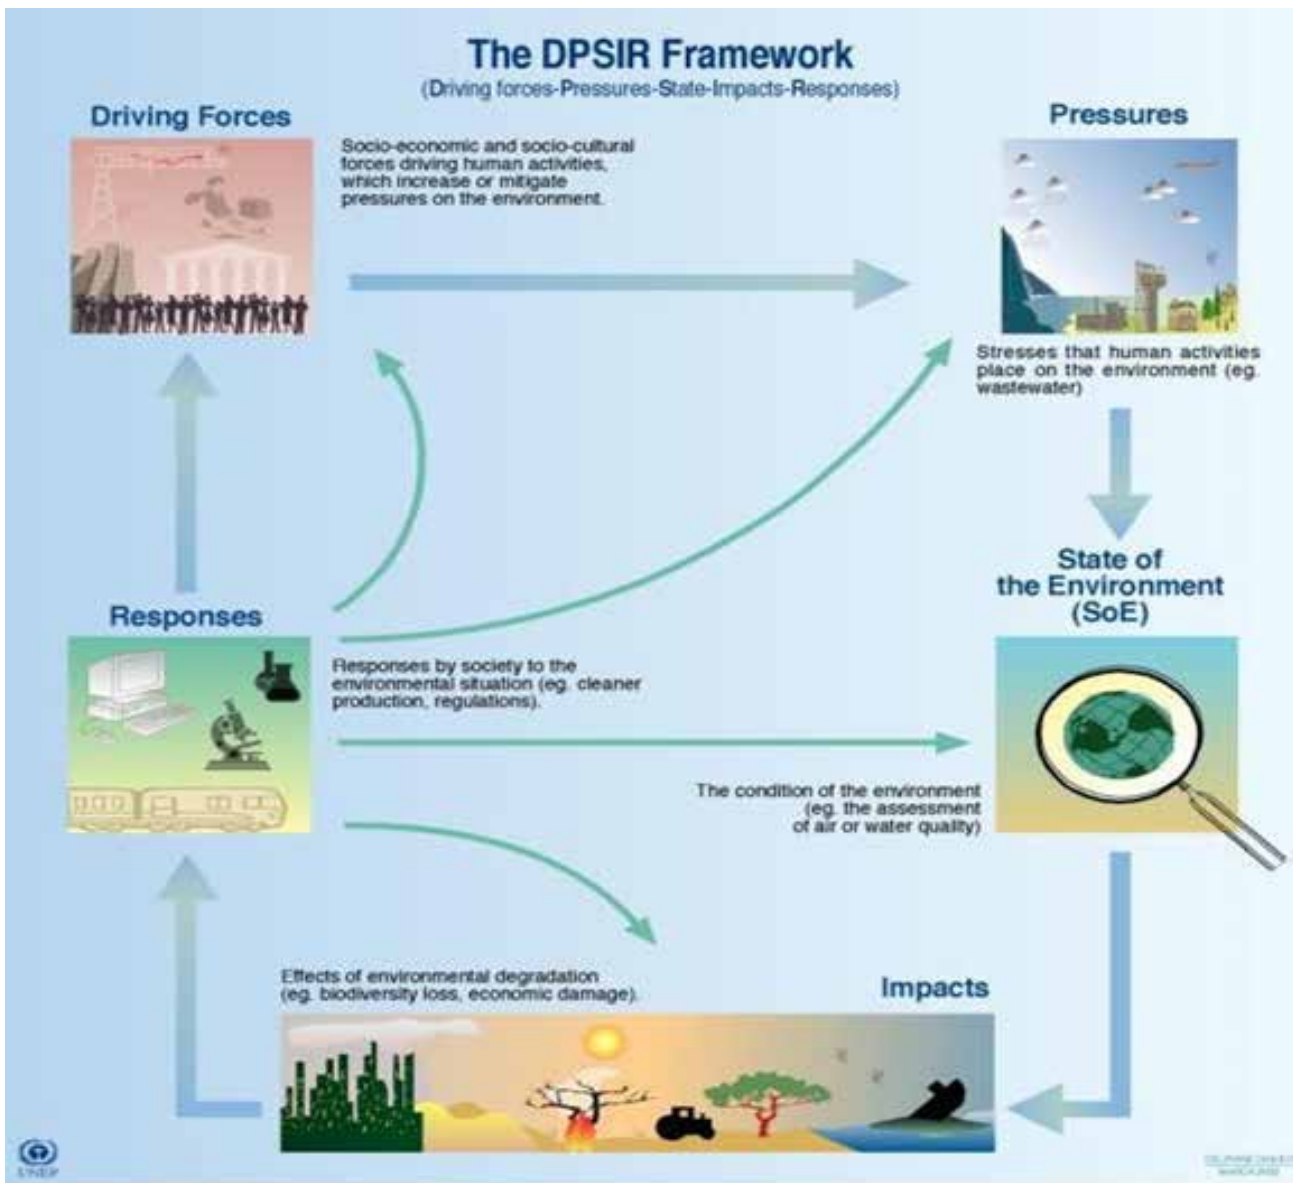 The DPSIR Framework
(Driving forces-Pressures-State-Impacts-Responses)
Driving Forces
Socio-economic and socio-cultural
forces driving human activities,
which increase or mitigate
pressures on the environment.
Pressures
Stresses that human activities
place on the environment (eg.
wastewater)
State of
the Environment
(SoE)
Responses
Responses by society to the
environmental situation (eg. cleaner
production, regulations).
The condition of the environment
(eg. the assessment
of air or water quality)
Effects of environmental degradation
(eg. biodiversity loss, economic damage).
Impacts
UNEP